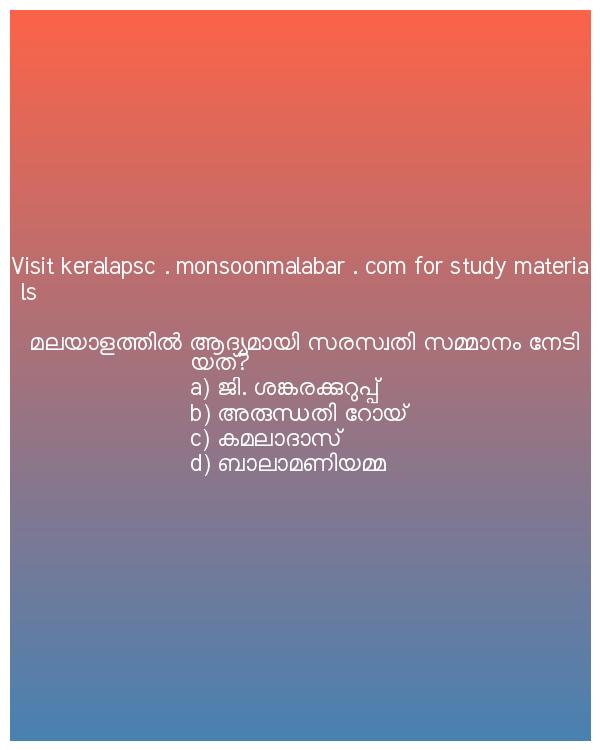 Visit keralapsc . monsoonmalabar . com for study materia
ls
മലയാളത്തിൽ ആദ്യമായി സരസ്വതി സമ്മാനം നേടി
യത്?
a) ജി. ശങ്കരക്കുറുപ്പ്
b) അരുന്ധതി റോയ്
c) കമലാദാസ്
d) ബാലാമണിയമ്മ